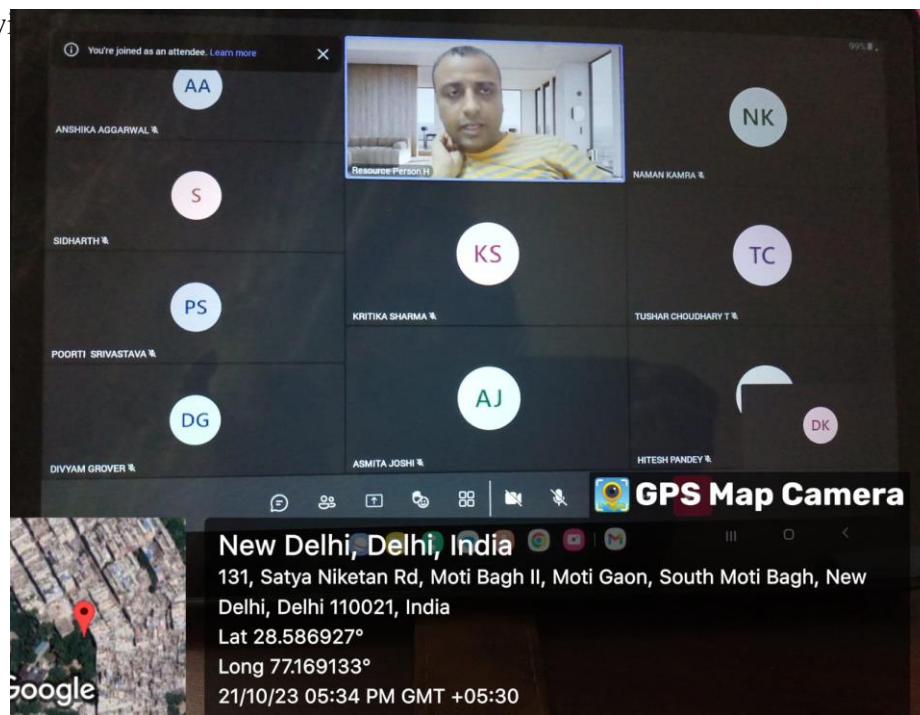 You're joined as an attendee. Learn more
99%
AA
ANSHIKA AGGARWAL
Resource Person H
NK
NAMAN KAMRA
S
SIDHARTH
KS
KRITIKA SHARMA
TC
TUSHAR CHOUDHARY T
PS
POORTI SRIVASTAVA
DG
DIVYAM GROVER
AJ
ASMITA JOSHI
DK
HITESH PANDEY
GPS Map Camera
New Delhi, Delhi, India
131, Satya Niketan Rd, Moti Bagh II, Moti Gaon, South Moti Bagh, New
Delhi, Delhi 110021, India
Lat 28.586927°
Long 77.169133°
21/10/23 05:34 PM GMT +05:30
Google